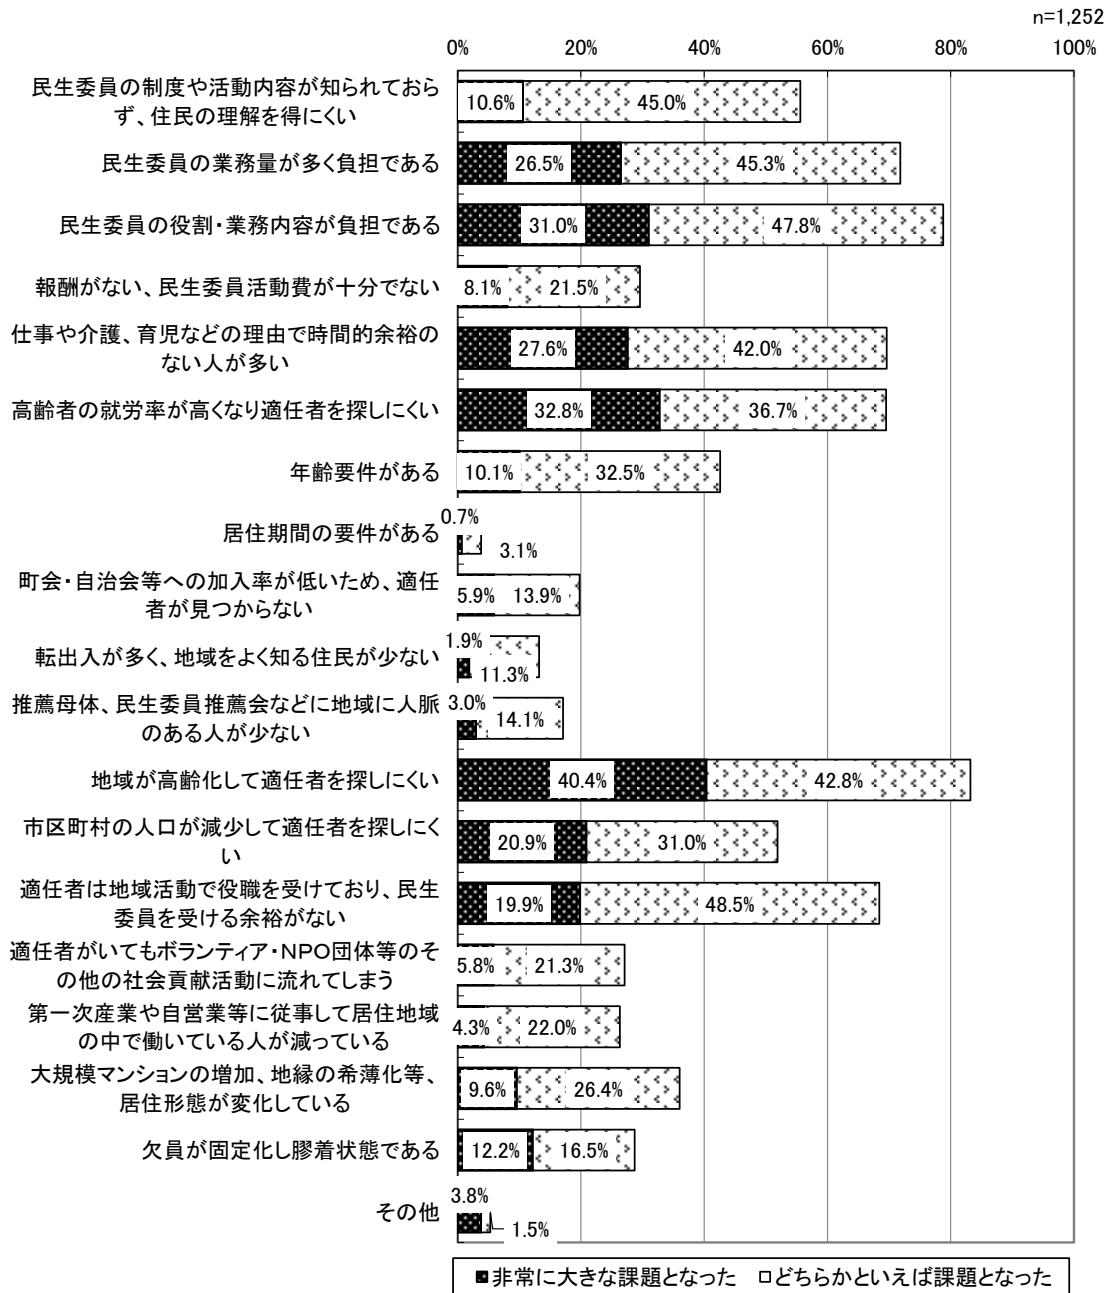 n=1,252
0% 20% 40% 60% 80% 100%
民生委員の制度や活動内容が知られておら
ず、住民の理解を得にくい
10.6% 45.0%
民生委員の業務量が多く負担である
26.5% 45.3%
民生委員の役割・業務内容が負担である
31.0% 47.8%
報酬がない、民生委員活動費が十分でない
8.1% 21.5%
仕事や介護、育児などの理由で時間的余裕の
ない人が多い
27.6% 42.0%
高齢者の就労率が高くなり適任者を探しにくい
32.8% 36.7%
年齢要件がある
10.1% 32.5%
居住期間の要件がある
0.7%
3.1%
町会・自治会等への加入率が低いため、適任
者が見つからない
5.9% 13.9%
転出入が多く、地域をよく知る住民が少ない
1.9%
11.3%
推薦母体、民生委員推薦会などに地域に人脈
のある人が少ない
3.0%
14.1%
地域が高齢化して適任者を探しにくい
40.4% 42.8%
市区町村の人口が減少して適任者を探しにく
い
20.9% 31.0%
適任者は地域活動で役職を受けており、民生
委員を受ける余裕がない
19.9% 48.5%
適任者がいてもボランティア・NPO団体等のそ
の他の社会貢献活動に流れてしまう
5.8% 21.3%
第一次産業や自営業等に従事して居住地域
の中で働いている人が減っている
4.3% 22.0%
大規模マンションの増加、地縁の希薄化等、
居住形態が変化している
9.6% 26.4%
欠員が固定化し膠着状態である
12.2% 16.5%
その他
3.8%
1.5%
非常に大きな課題となった どちらかといえば課題となった